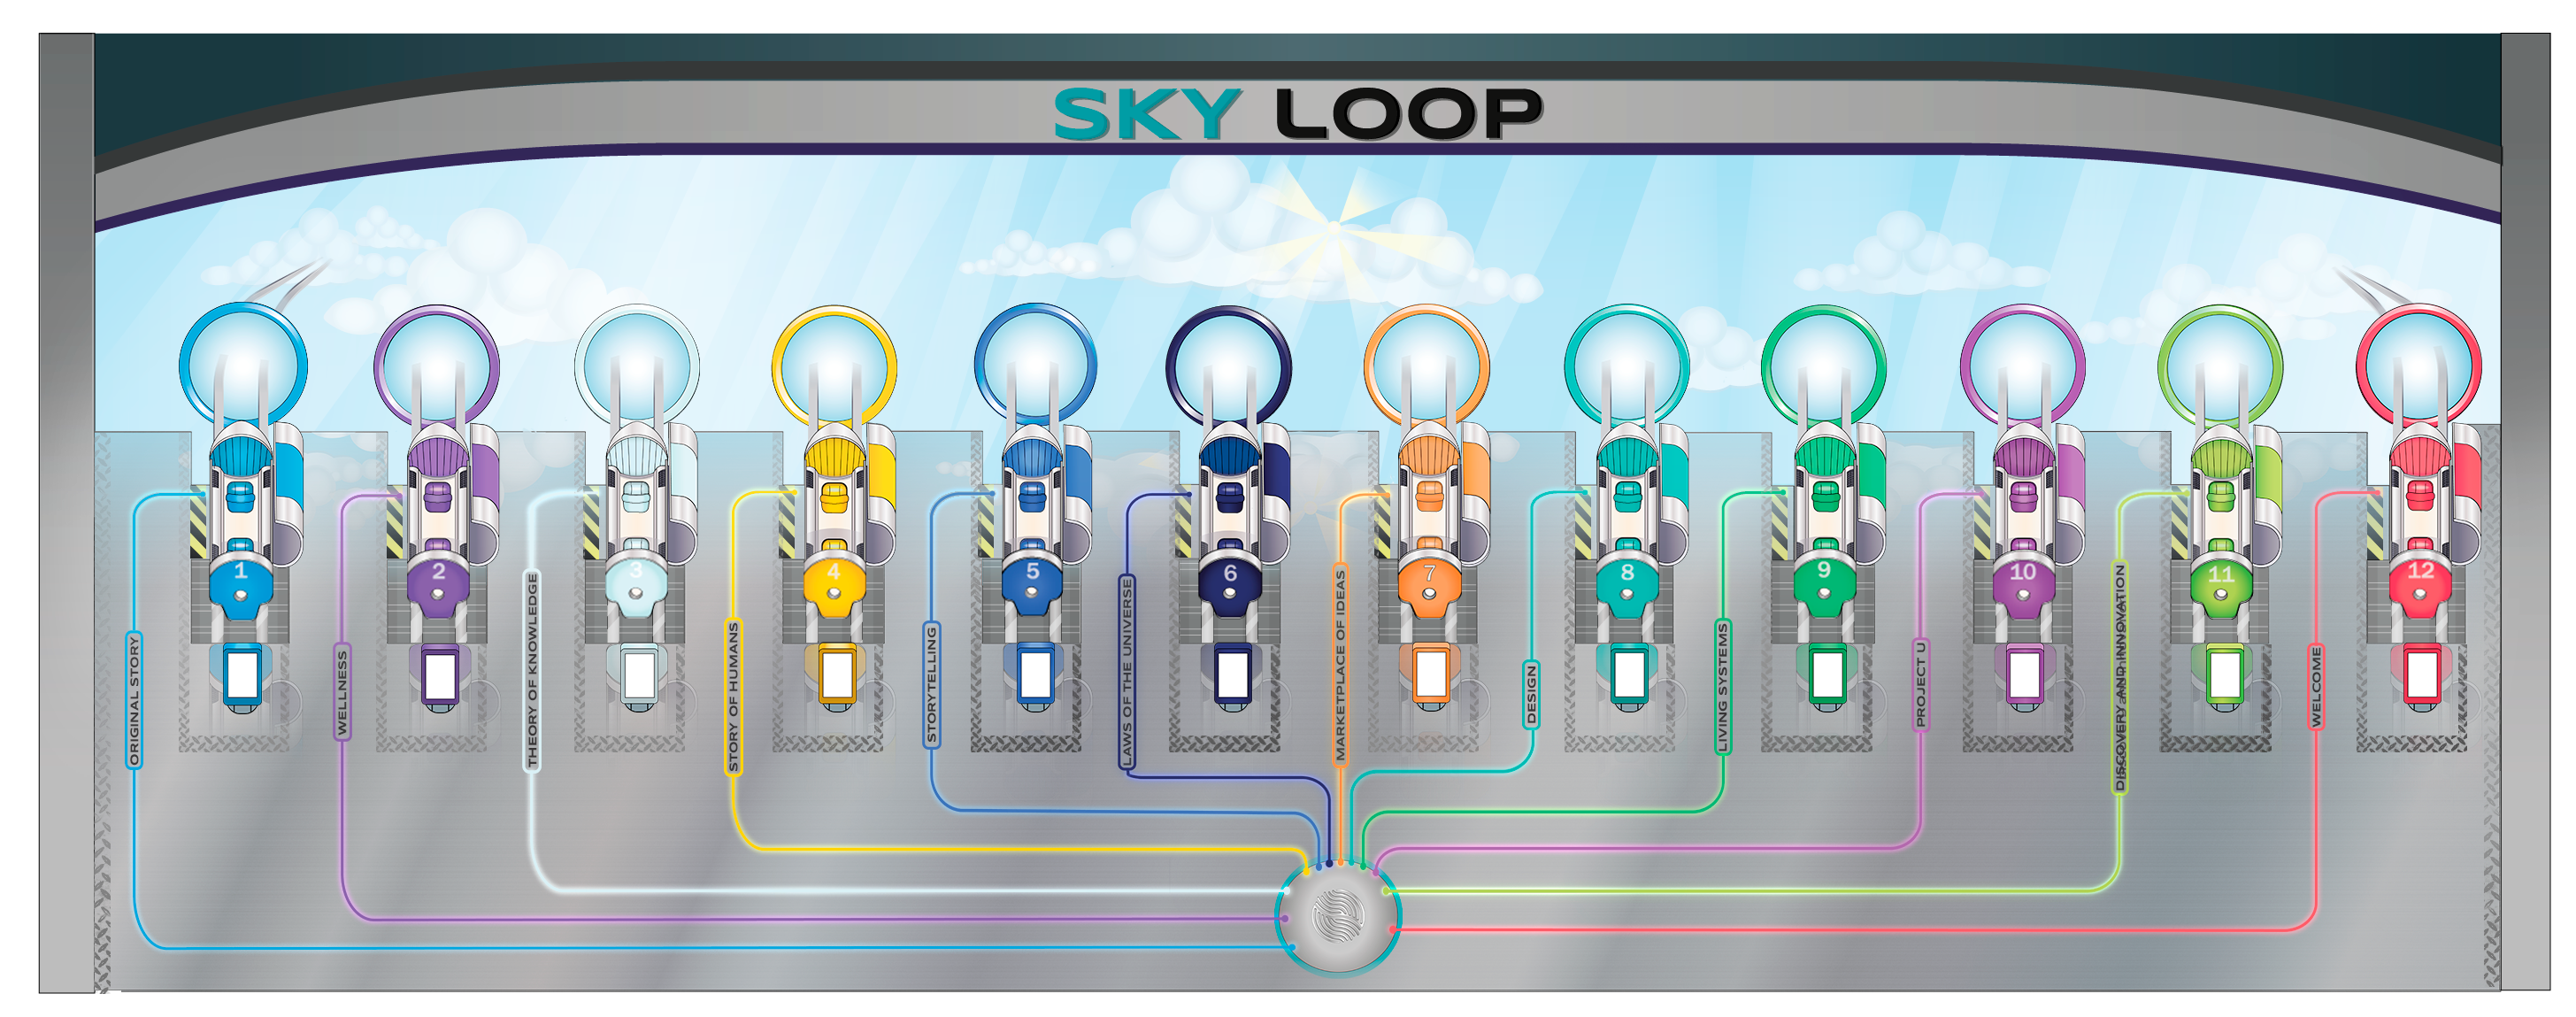 SKY LOOP
1
2
3
4
5
6
7
8
9
10
11
12
ORIGINAL STORY
WELLNESS
THEORY OF KNOWLEDGE
STORY OF HUMANS
STORYTELLING
LAWS OF THE UNIVERSE
MARKETPLACE OF IDEAS
DESIGN
LIVING SYSTEMS
PROJECT U
DISCOVERY AND INNOVATION
WELCOME